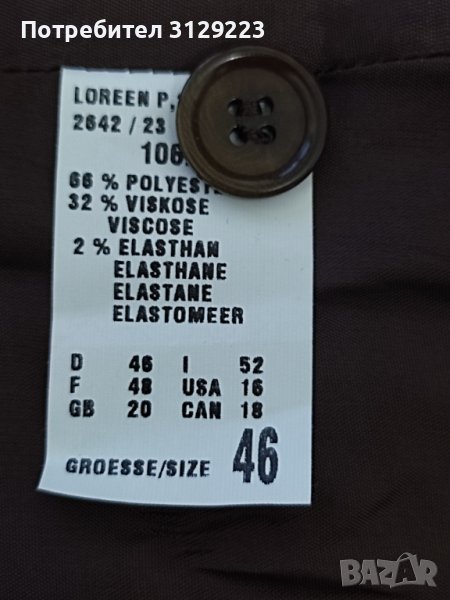 Потребител 3129223
LOREEN P,
2642 / 23
106
66 % POLYEST
32 % VISKOSE
VISCOSE
2 % ELASTHAN
ELASTHANE
ELASTANE
ELASTOMEER
D 46 I 52
F 48 USA 16
GB 20 CAN 18
GROESSE/SIZE 46
BAZAR